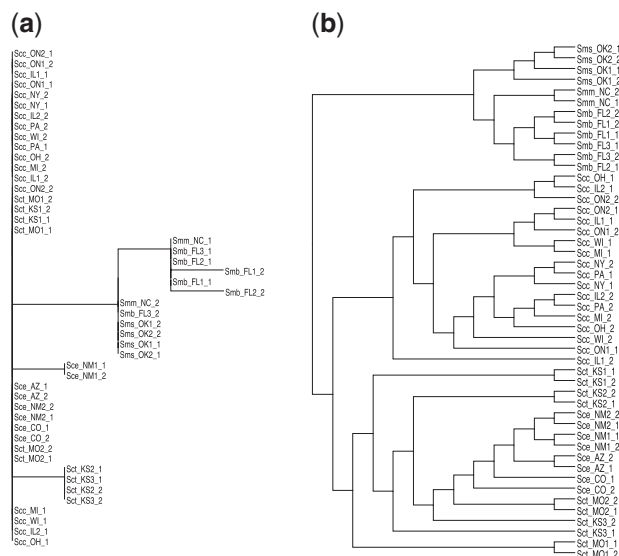 (a)
Scc_ON2_1
Scc_ON1_2
Scc_IL1_1
Scc_ON1_1
Scc_NY_2
Scc_NY_1
Scc_IL2_2
Scc_PA_2
Scc_WI_2
Scc_PA_1
Scc_OH_2
Scc_MI_2
Scc_IL1_2
Scc_ON2_2
Sct_MO1_2
Sct_KS1_2
Sct_KS1_1
Sct_MO1_1
Smm_NC_1
Smb_FL3_1
Smb_FL2_1
Smb_FL1_2
Smb_FL1_1
Smb_FL2_2
Smm_NC_2
Smb_FL3_2
Sms_OK1_2
Sms_OK2_2
Sms_OK1_1
Sms_OK2_1
Sce_NM1_1
Sce_NM1_2
Sce_AZ_1
Sce_AZ_2
Sce_NM2_2
Sce_NM2_1
Sce_CO_1
Sce_CO_2
Sct_MO2_2
Sct_MO2_1
Sct_KS2_1
Sct_KS3_1
Sct_KS2_2
Sct_KS3_2
Scc_MI_1
Scc_WI_1
Scc_IL2_1
Scc_OH_1
(b)
Sms_OK2_1
Sms_OK2_2
Sms_OK1_1
Sms_OK1_2
Smm_NC_2
Smm_NC_1
Smb_FL2_2
Smb_FL1_2
Smb_FL1_1
Smb_FL3_1
Smb_FL3_2
Smb_FL2_1
Scc_OH_1
Scc_IL2_1
Scc_ON2_2
Scc_ON2_1
Scc_IL1_1
Scc_ON1_2
Scc_WI_1
Scc_MI_1
Scc_NY_2
Scc_PA_1
Scc_NY_1
Scc_IL2_2
Scc_PA_2
Scc_MI_2
Scc_OH_2
Scc_WI_2
Scc_ON1_1
Scc_IL1_2
Sct_KS1_1
Sct_KS1_2
Sct_KS2_2
Sct_KS2_1
Sce_NM2_2
Sce_NM2_1
Sce_NM1_1
Sce_NM1_2
Sce_AZ_2
Sce_AZ_1
Sce_CO_1
Sce_CO_2
Sct_MO2_2
Sct_MO2_1
Sct_KS3_2
Sct_KS3_1
Sct_MO1_1
Sct_MO1_2